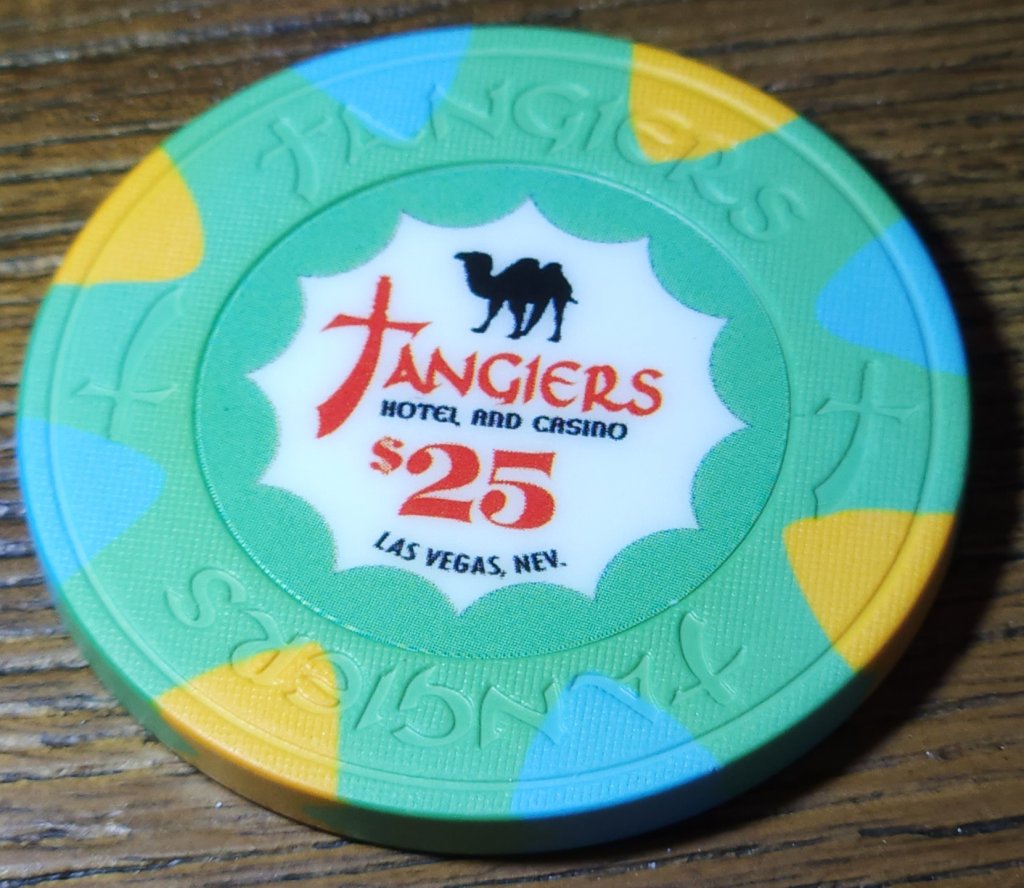 TANGIERS
TANGIERS
HOTEL AND CASINO
$25
LAS VEGAS, NEV.
TANGIERS
T
T